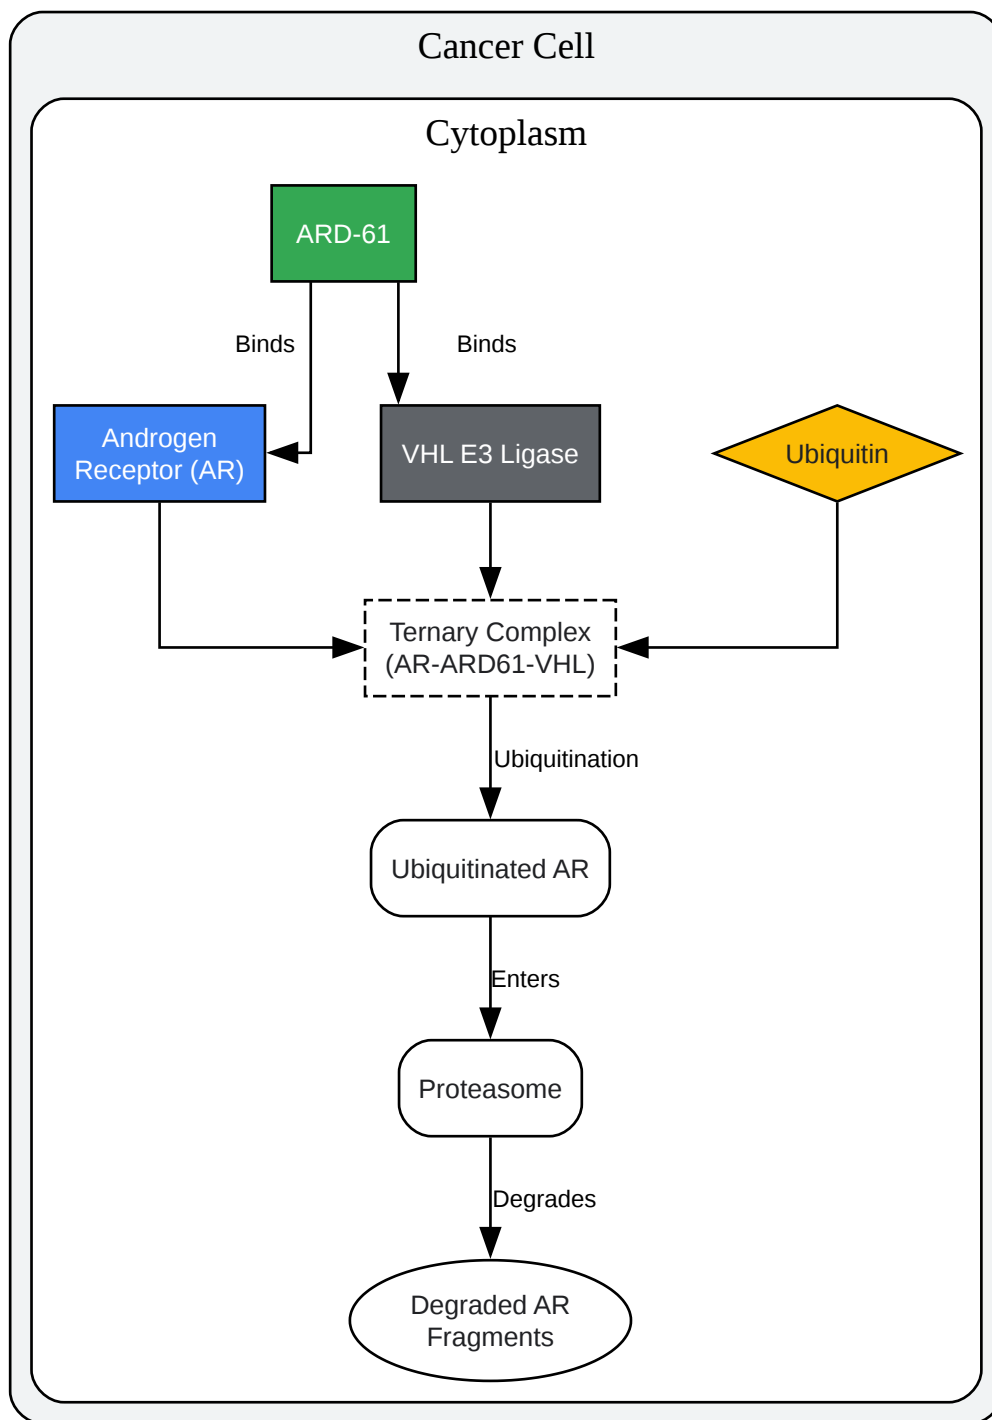 Cancer Cell
Cytoplasm
ARD-61
Binds
Binds
Androgen
Receptor (AR)
VHL E3 Ligase
Ubiquitin
Ternary Complex
(AR-ARD61-VHL)
Ubiquitination
Ubiquitinated AR
Enters
Proteasome
Degrades
Degraded AR
Fragments